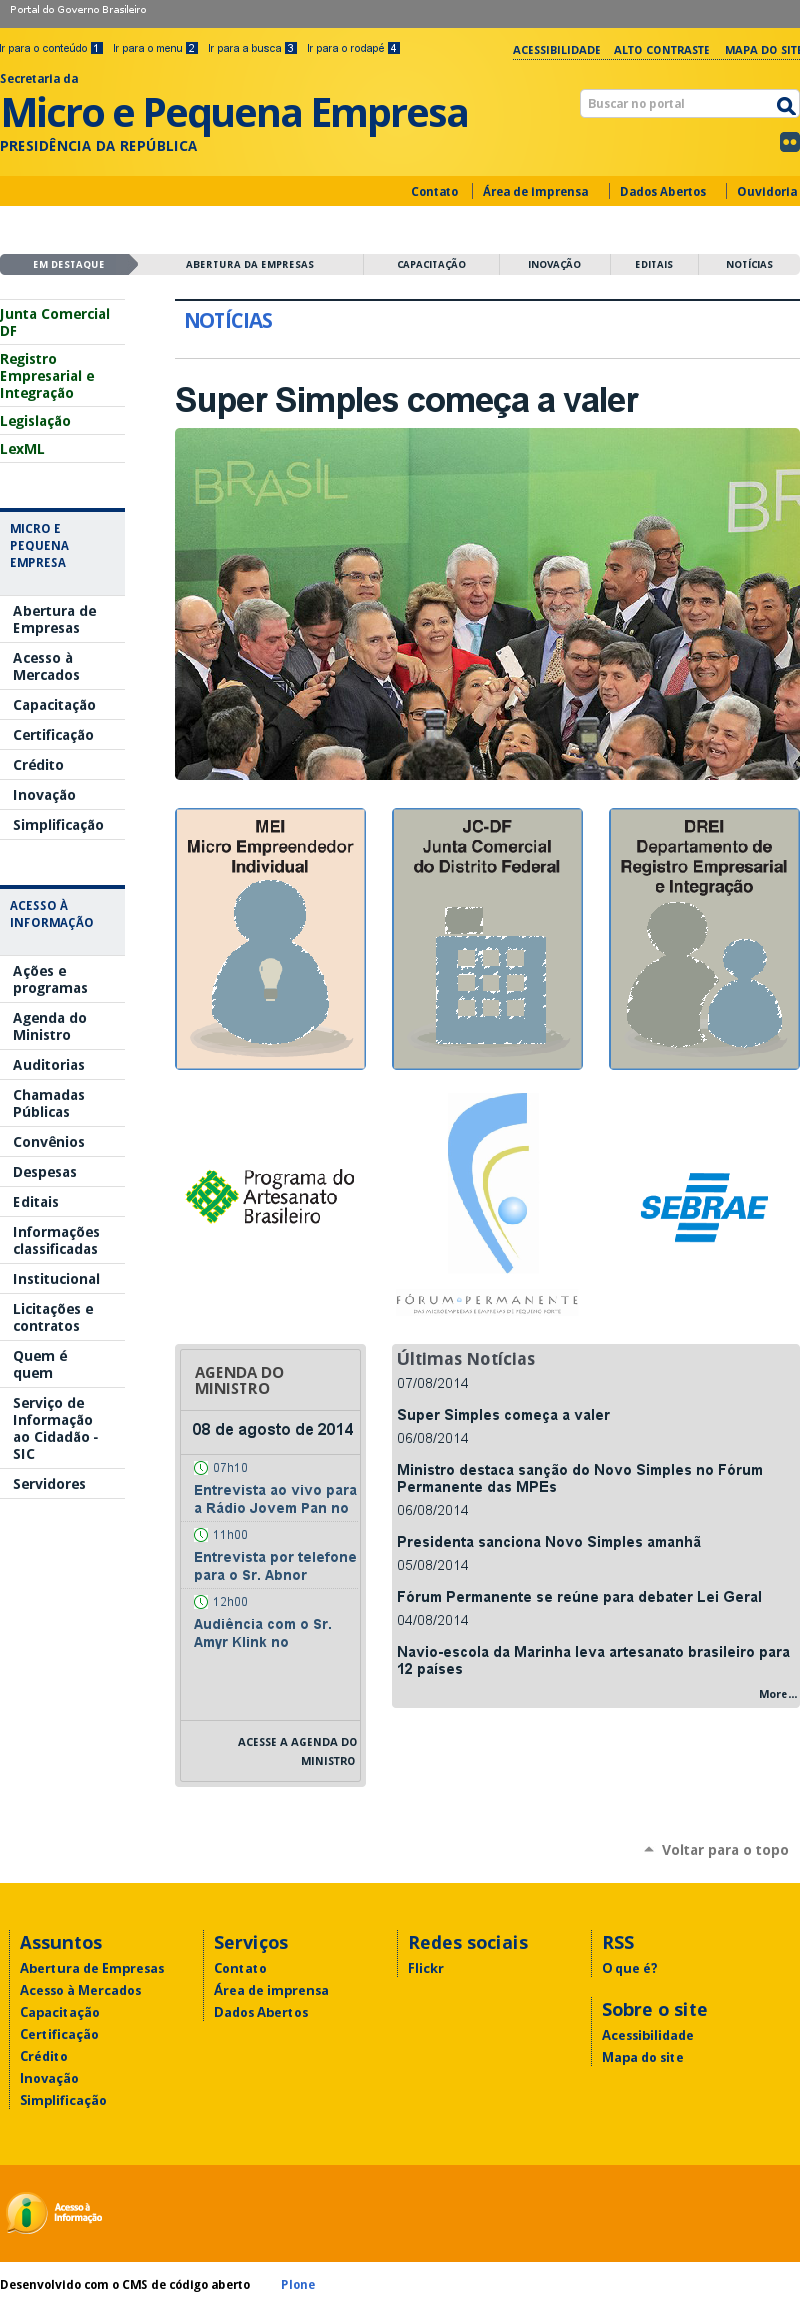 Portal do Governo Brasileiro
Ir para o conteúdo 1 Ir para o menu 2 Ir para a busca 3 Ir para o rodapé 4
ACESSIBILIDADE ALTO CONTRASTE MAPA DO SITE
Secretaria da
Micro e Pequena Empresa
PRESIDÊNCIA DA REPÚBLICA
Buscar no portal
Contato Área de imprensa Dados Abertos Ouvidoria
EM DESTAQUE ABERTURA DA EMPRESAS CAPACITAÇÃO INOVAÇÃO EDITAIS NOTÍCIAS
Junta Comercial
DF
Registro
Empresarial e
Integração
Legislação
LexML
MICRO E
PEQUENA
EMPRESA
Abertura de
Empresas
Acesso à
Mercados
Capacitação
Certificação
Crédito
Inovação
Simplificação
ACESSO À
INFORMAÇÃO
Ações e
programas
Agenda do
Ministro
Auditorias
Chamadas
Públicas
Convênios
Despesas
Editais
Informações
classificadas
Institucional
Licitações e
contratos
Quem é
quem
Serviço de
Informação
ao Cidadão -
SIC
Servidores
NOTÍCIAS
Super Simples começa a valer
BRASIL
BR
MEI
Micro Empreendedor
Individual
JC-DF
Junta Comercial
do Distrito Federal
DREI
Departamento de
Registro Empresarial
e Integração
Programa do
Artesanato
Brasileiro
FÓRUM PERMANENTE
DAS MICROEMPRESAS E EMPRESAS DE PEQUENO PORTE
SEBRAE
AGENDA DO
MINISTRO
08 de agosto de 2014
07h10
Entrevista ao vivo para
a Rádio Jovem Pan no
11h00
Entrevista por telefone
para o Sr. Abnor
12h00
Audiência com o Sr.
Amyr Klink no
ACESSE A AGENDA DO
MINISTRO
Últimas Notícias
07/08/2014
Super Simples começa a valer
06/08/2014
Ministro destaca sanção do Novo Simples no Fórum
Permanente das MPEs
06/08/2014
Presidenta sanciona Novo Simples amanhã
05/08/2014
Fórum Permanente se reúne para debater Lei Geral
04/08/2014
Navio-escola da Marinha leva artesanato brasileiro para
12 países
More...
Voltar para o topo
Assuntos
Abertura de Empresas
Acesso à Mercados
Capacitação
Certificação
Crédito
Inovação
Simplificação
Serviços
Contato
Área de imprensa
Dados Abertos
Redes sociais
Flickr
RSS
O que é?
Sobre o site
Acessibilidade
Mapa do site
Acesso à
Informação
Desenvolvido com o CMS de código aberto Plone